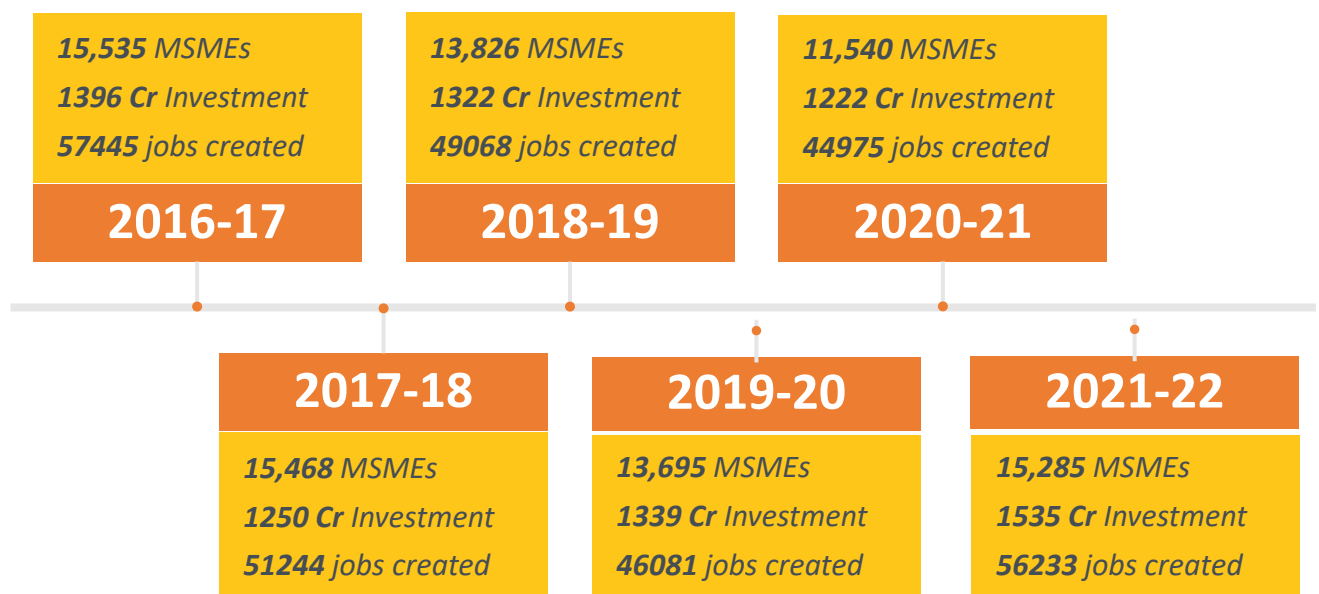 15,535 MSMEs
1396 Cr Investment
57445 jobs created
2016-17
13,826 MSMEs
1322 Cr Investment
49068 jobs created
2018-19
11,540 MSMEs
1222 Cr Investment
44975 jobs created
2020-21
2017-18
15,468 MSMEs
1250 Cr Investment
51244 jobs created
2019-20
13,695 MSMEs
1339 Cr Investment
46081 jobs created
2021-22
15,285 MSMEs
1535 Cr Investment
56233 jobs created